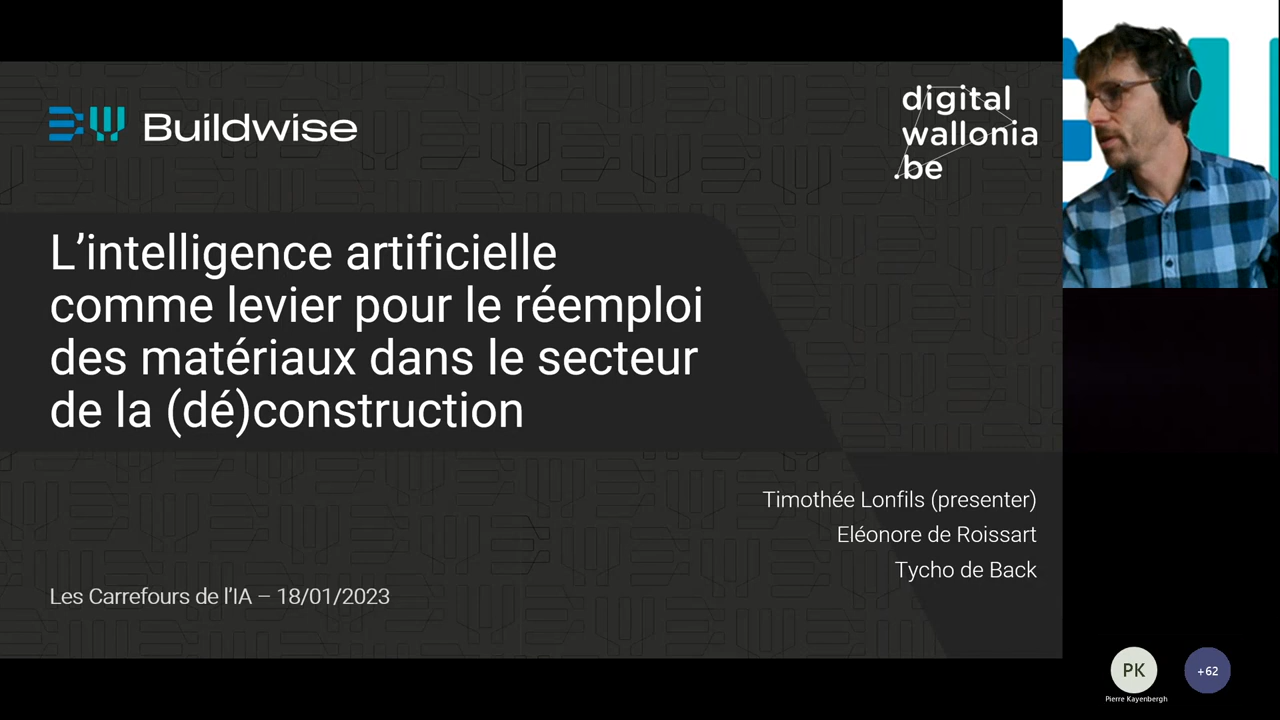 Buildwise
digital
wallonia
.be
L’intelligence artificielle
comme levier pour le réemploi
des matériaux dans le secteur
de la (dé)construction
Timothée Lonfils (presenter)
Eléonore de Roissart
Tycho de Back
Les Carrefours de l’IA – 18/01/2023
PK
+62
Pierre Kayenbergh